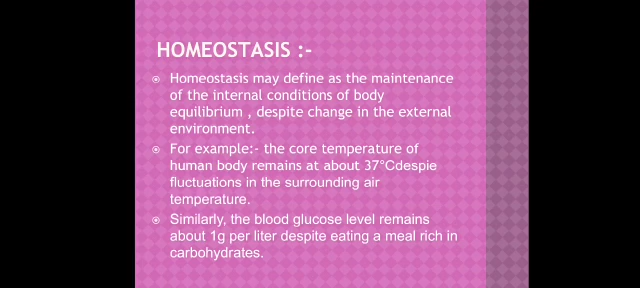 HOMEOSTASIS :-
Homeostasis may define as the maintenance
of the internal conditions of body
equilibrium , despite change in the external
environment.
For example:- the core temperature of
human body remains at about 37°Cdespie
fluctuations in the surrounding air
temperature.
Similarly, the blood glucose level remains
about 1g per liter despite eating a meal rich in
carbohydrates.